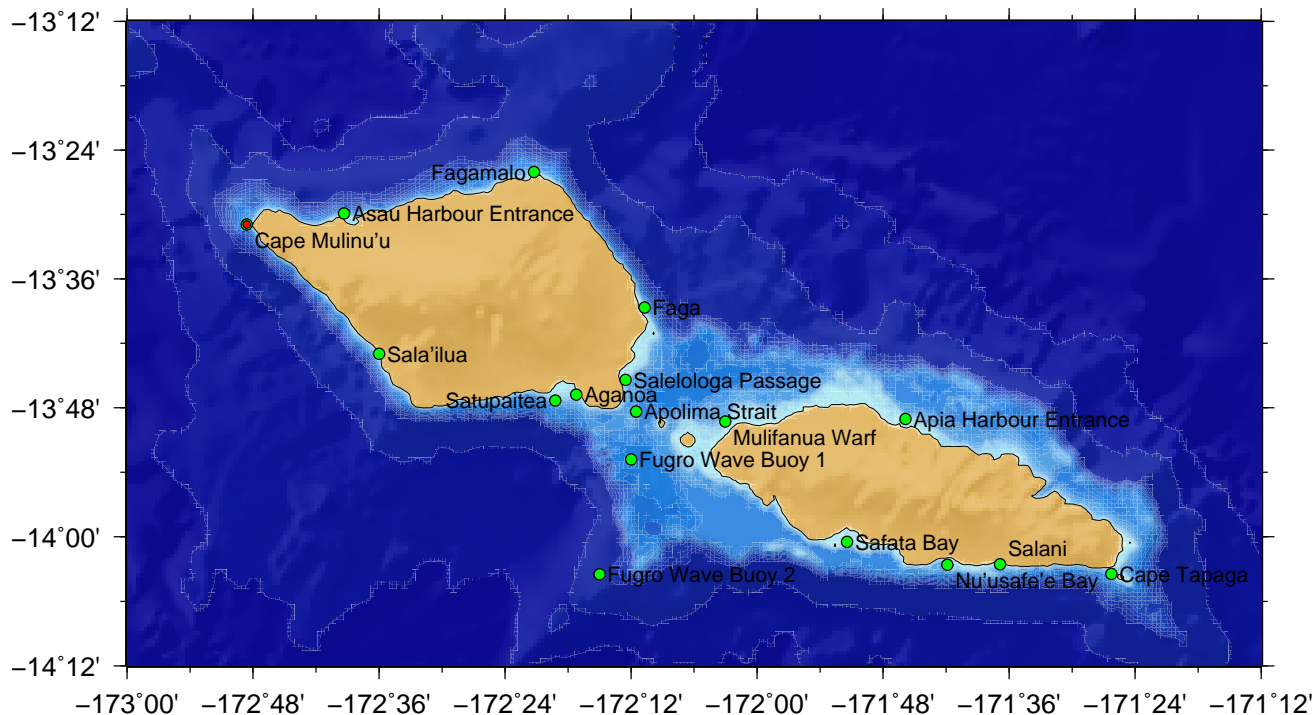 −13˚12'
−13˚24'
−13˚36'
−13˚48'
−14˚00'
−14˚12'
Fagamalo
Asau Harbour Entrance
Cape Mulinu'u
Faga
Sala'ilua
Salelologa Passage
Aganoa
Satupaitea
Apolima Strait
Mulifanua Warf
Apia Harbour Entrance
Fugro Wave Buoy 1
Safata Bay
Salani
Fugro Wave Buoy 2
Nu'usafe'e Bay
Cape Tapaga
−173˚00' −172˚48' −172˚36' −172˚24' −172˚12' −172˚00' −171˚48' −171˚36' −171˚24' −171˚12'